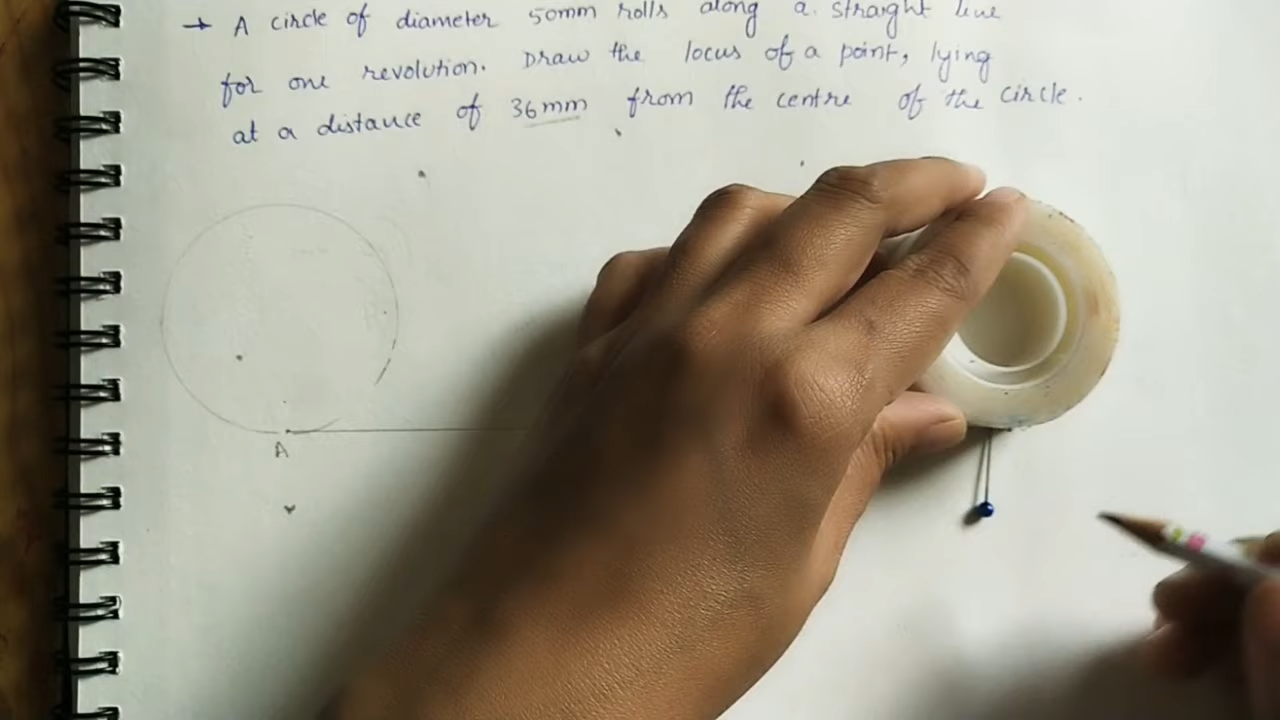 → A circle of diameter 50mm rolls along a straight line
for one revolution. Draw the locus of a point, lying
at a distance of 36mm from the centre of the circle.
A